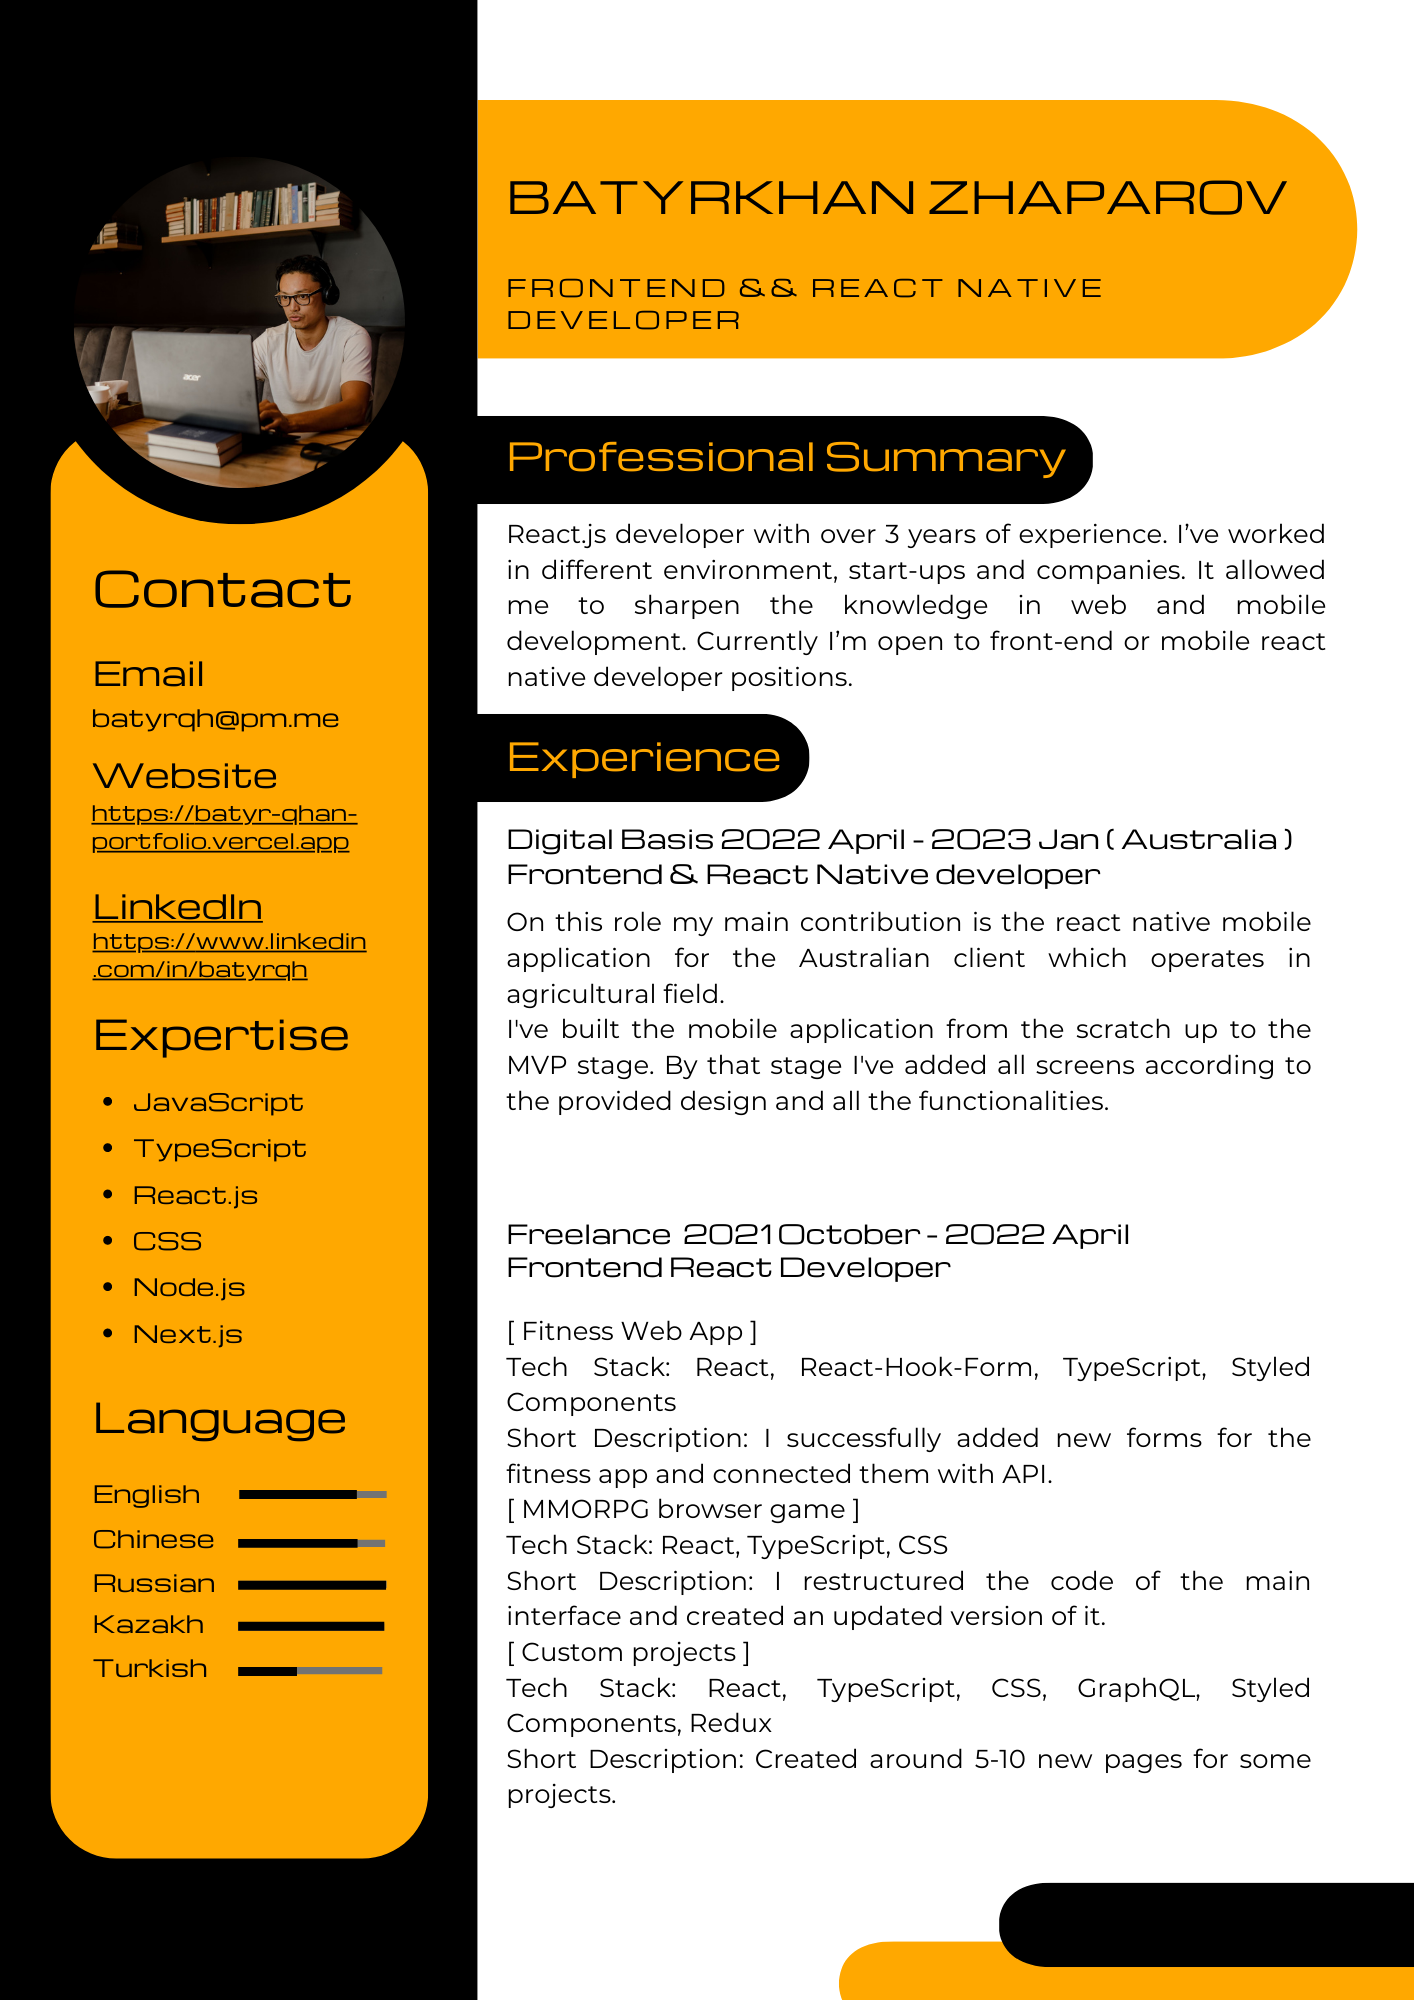 BATYRKHAN ZHAPAROV
FRONTEND && REACT NATIVE
DEVELOPER
acer
Contact
Email
batyrqh@pm.me
Website
https://batyr-qhan-
portfolio.vercel.app
LinkedIn
https://www.linkedin
.com/in/batyrqh
Expertise
• JavaScript
• TypeScript
• React.js
• CSS
• Node.js
• Next.js
Language
English
Chinese
Russian
Kazakh
Turkish
Professional Summary
React.js developer with over 3 years of experience. I’ve worked
in different environment, start-ups and companies. It allowed
me to sharpen the knowledge in web and mobile
development. Currently I’m open to front-end or mobile react
native developer positions.
Experience
Digital Basis 2022 April - 2023 Jan ( Australia )
Frontend & React Native developer
On this role my main contribution is the react native mobile
application for the Australian client which operates in
agricultural field.
I've built the mobile application from the scratch up to the
MVP stage. By that stage I've added all screens according to
the provided design and all the functionalities.
Freelance 2021 October - 2022 April
Frontend React Developer
[ Fitness Web App ]
Tech Stack: React, React-Hook-Form, TypeScript, Styled
Components
Short Description: I successfully added new forms for the
fitness app and connected them with API.
[ MMORPG browser game ]
Tech Stack: React, TypeScript, CSS
Short Description: I restructured the code of the main
interface and created an updated version of it.
[ Custom projects ]
Tech Stack: React, TypeScript, CSS, GraphQL, Styled
Components, Redux
Short Description: Created around 5-10 new pages for some
projects.